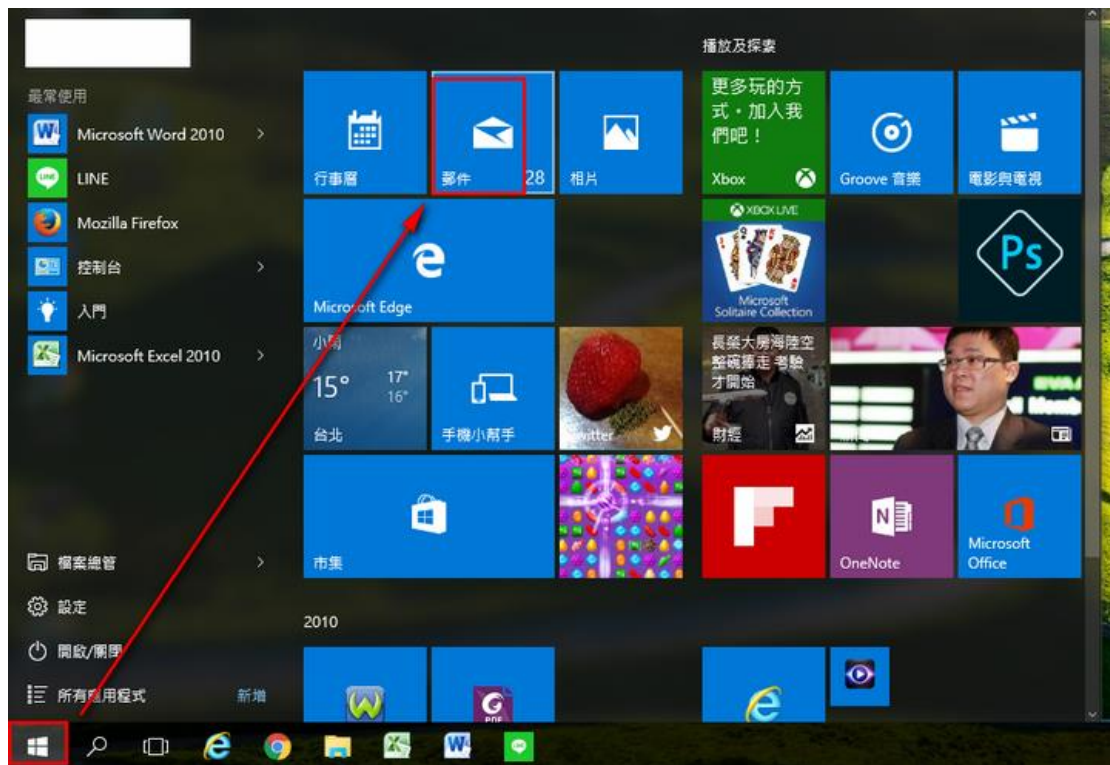 最常使用
Microsoft Word 2010
LINE
Mozilla Firefox
控制台
入門
Microsoft Excel 2010
檔案總管
設定
開啟/關閉
所有應用程式
新增
行事曆
郵件
28
相片
Microsoft Edge
小雨
15°
17°
16°
台北
手機小幫手
Twitter
市集
播放及探索
更多玩的方
式,加入我
們吧!
Xbox
Groove 音樂
電影與電視
XBOX LIVE
Microsoft
Solitaire Collection
Ps
長榮大房海陸空
整碗捧走 考驗
才開始
財經
OneNote
Microsoft
Office
2010
PDF